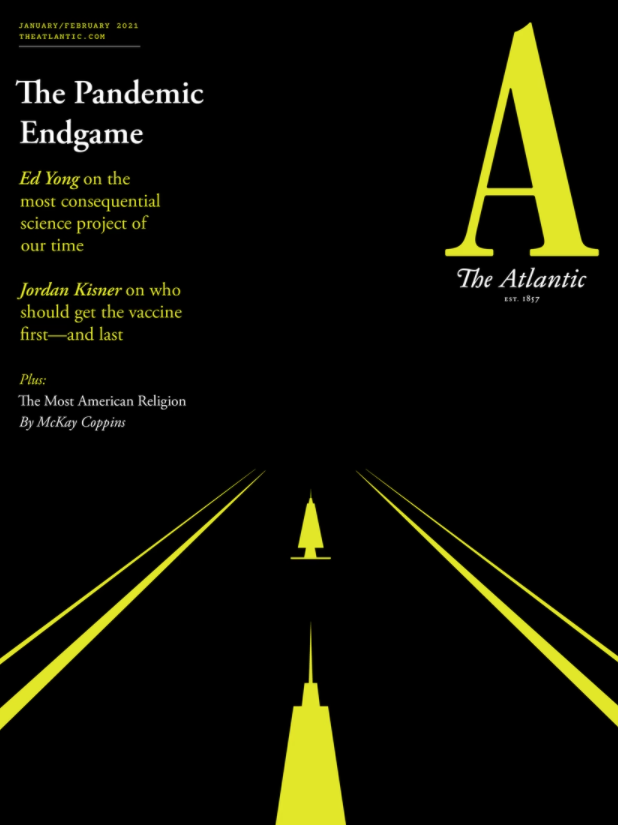 JANUARY/FEBRUARY 2021
THEATLANTIC.COM
The Pandemic
Endgame
Ed Yong on the
most consequential
science project of
our time
Jordan Kisner on who
should get the vaccine
first—and last
Plus:
The Most American Religion
By McKay Coppins
A
The Atlantic
EST. 1857